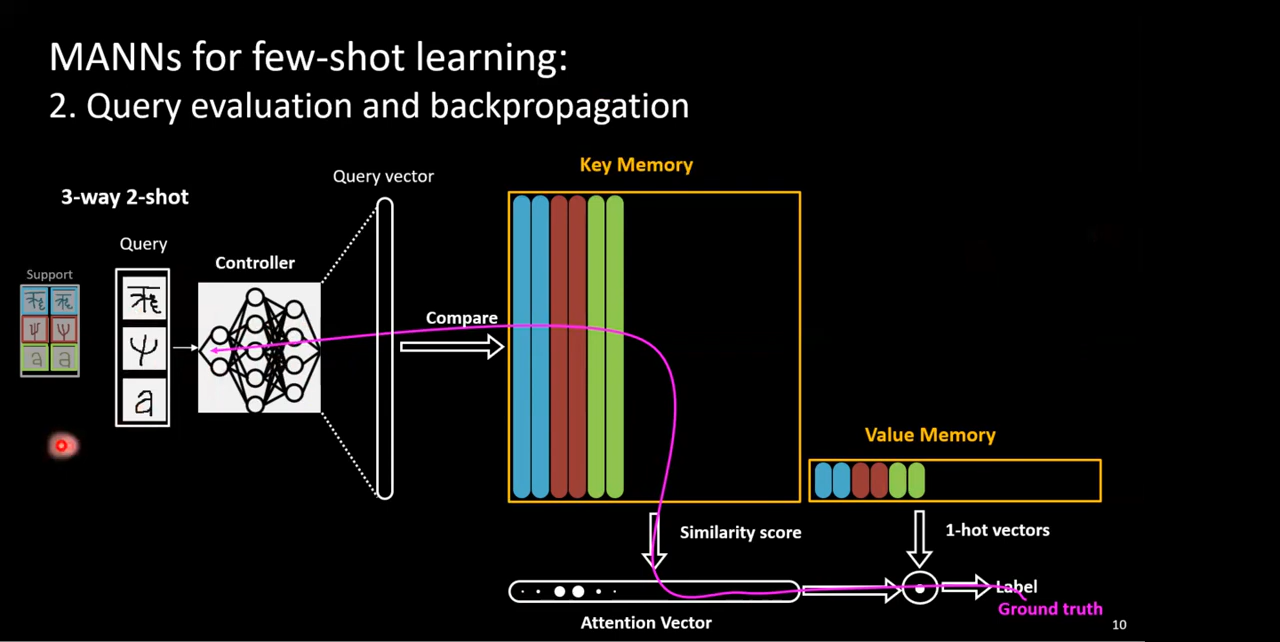 MANNs for few-shot learning:
2. Query evaluation and backpropagation
3-way 2-shot
Support
Query
Controller
Query vector
Compare
Key Memory
Value Memory
Similarity score
1-hot vectors
Attention Vector
Label
Ground truth
ψ ψ
a a
ψ
a
10